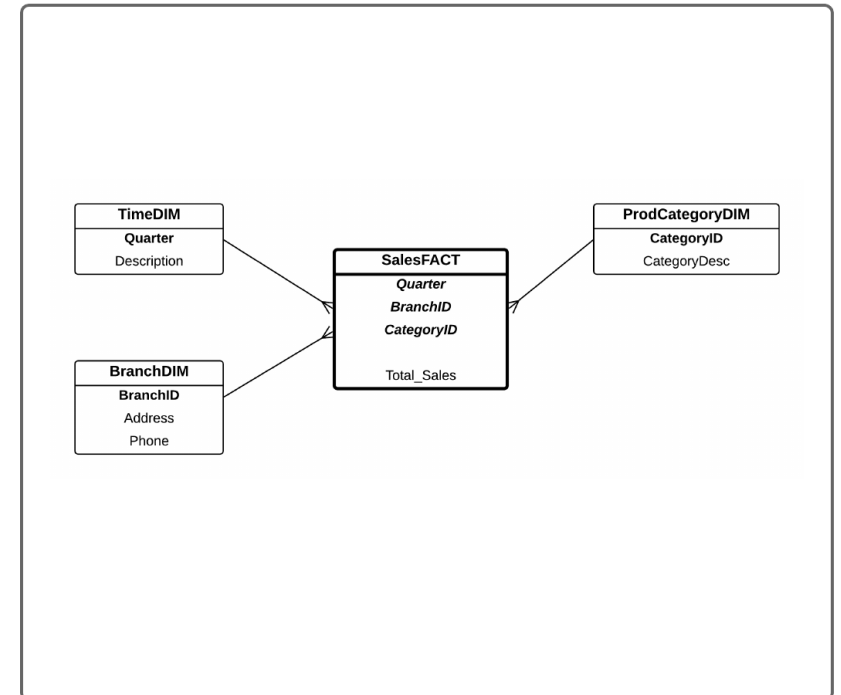 TimeDIM
Quarter
Description
BranchDIM
BranchID
Address
Phone
SalesFACT
Quarter
BranchID
CategoryID
Total_Sales
ProdCategoryDIM
CategoryID
CategoryDesc